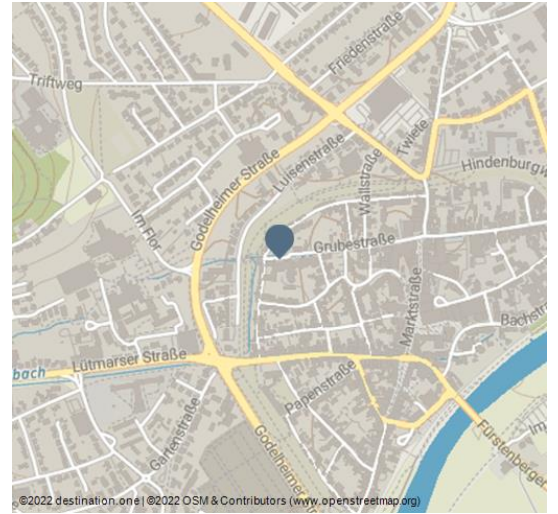 Friedenstraße
Triftweg
Twiete
Hindenburgw
Luisenstraße
Wallstraße
Godelheimer Straße
Im Flor
Grubestraße
Marktstraße
Bachstr
Lütmarser Straße
bach
Papenstraße
Gartenstraße
Godelheimer
Fürstenberger
Im
©2022 destination.one | ©2022 OSM & Contributors (www.openstreetmap.org)